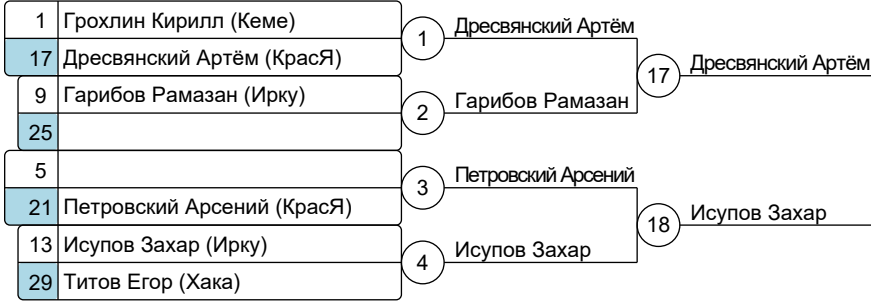 1 Грохлин Кирилл (Кеме)
17 Дресвянский Артём (КрасЯ)
1 Дресвянский Артём
9 Гарибов Рамазан (Ирку)
25
2 Гарибов Рамазан
17 Дресвянский Артём
5
21 Петровский Арсений (КрасЯ)
3 Петровский Арсений
13 Исупов Захар (Ирку)
29 Титов Егор (Хака)
4 Исупов Захар
18 Исупов Захар